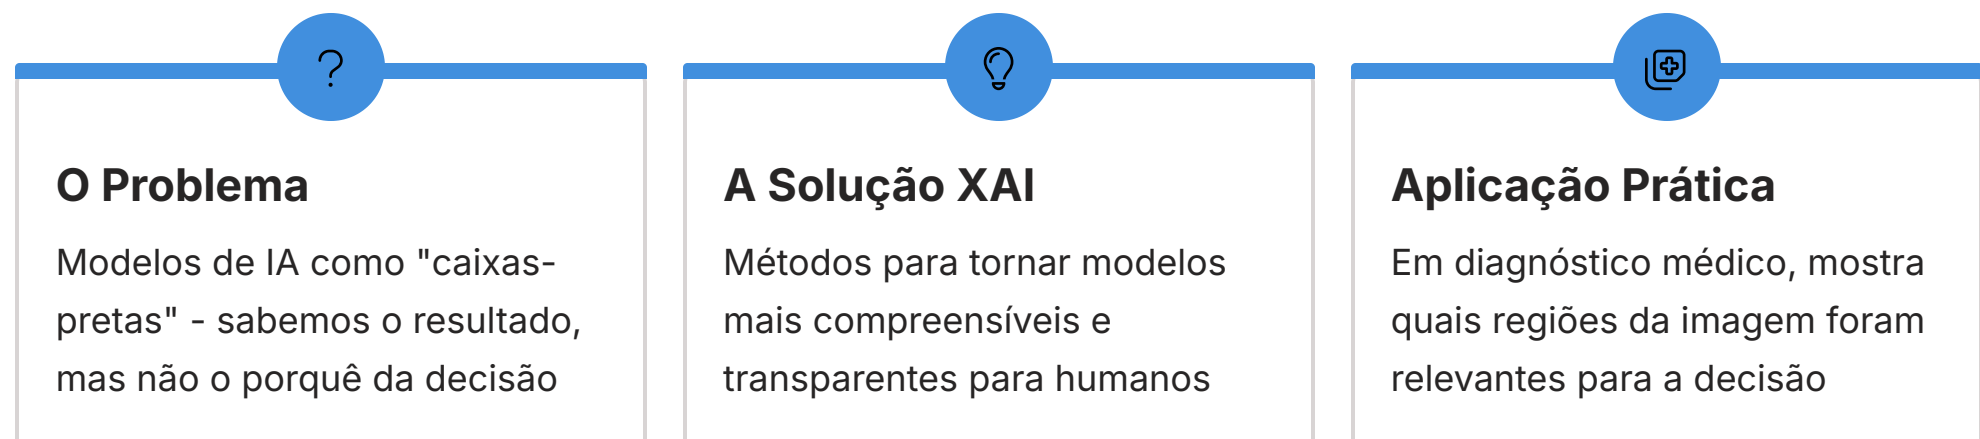 O Problema
Modelos de IA como "caixas-
pretas" - sabemos o resultado,
mas não o porquê da decisão
A Solução XAI
Métodos para tornar modelos
mais compreensíveis e
transparentes para humanos
Aplicação Prática
Em diagnóstico médico, mostra
quais regiões da imagem foram
relevantes para a decisão